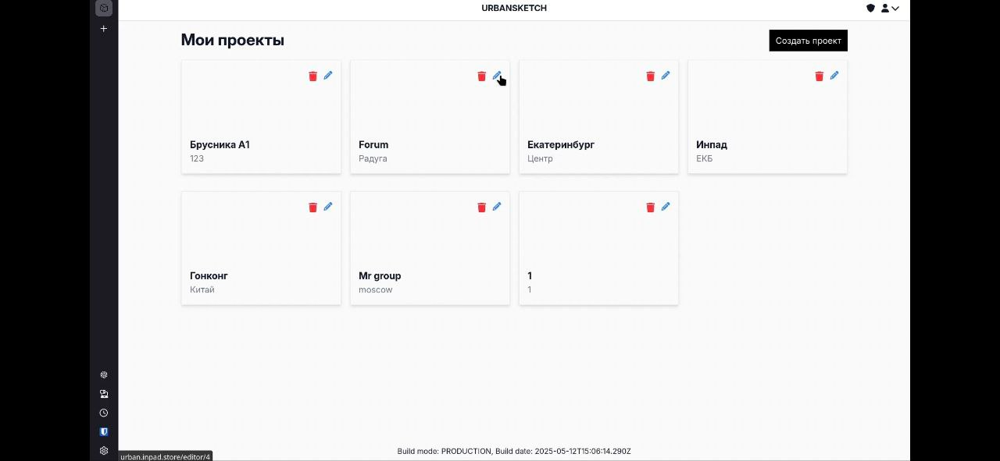 URBANSKETCH
Мои проекты
Создать проект
Брусника А1
123
Forum
Радуга
Екатеринбург
Центр
Инпад
ЕКБ
Гонконг
Китай
Mr group
moscow
1
1
Build mode: PRODUCTION, Build date: 2025-05-12T15:06:14.290Z
urban.inpad.store/editor/4